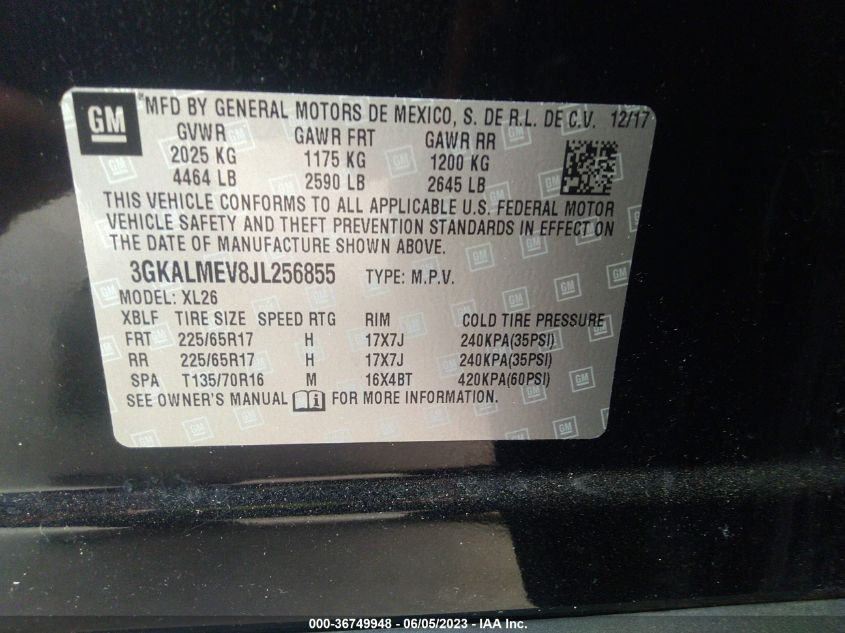 GM
MFD BY GENERAL MOTORS DE MEXICO, S. DE R.L. DE C.V. 12/17
GVWR GAWR FRT GAWR RR
2025 KG 1175 KG 1200 KG
4464 LB 2590 LB 2645 LB
THIS VEHICLE CONFORMS TO ALL APPLICABLE U.S. FEDERAL MOTOR
VEHICLE SAFETY AND THEFT PREVENTION STANDARDS IN EFFECT ON
THE DATE OF MANUFACTURE SHOWN ABOVE.
3GKALMEV8JL256855 TYPE: M.P.V.
MODEL: XL26
XBLF TIRE SIZE SPEED RTG RIM COLD TIRE PRESSURE
FRT 225/65R17 H 17X7J 240KPA(35PSI)
RR 225/65R17 H 17X7J 240KPA(35PSI)
SPA T135/70R16 M 16X4BT 420KPA(60PSI)
SEE OWNER'S MANUAL i FOR MORE INFORMATION.
000-36749948 - 06/05/2023 - IAA Inc.